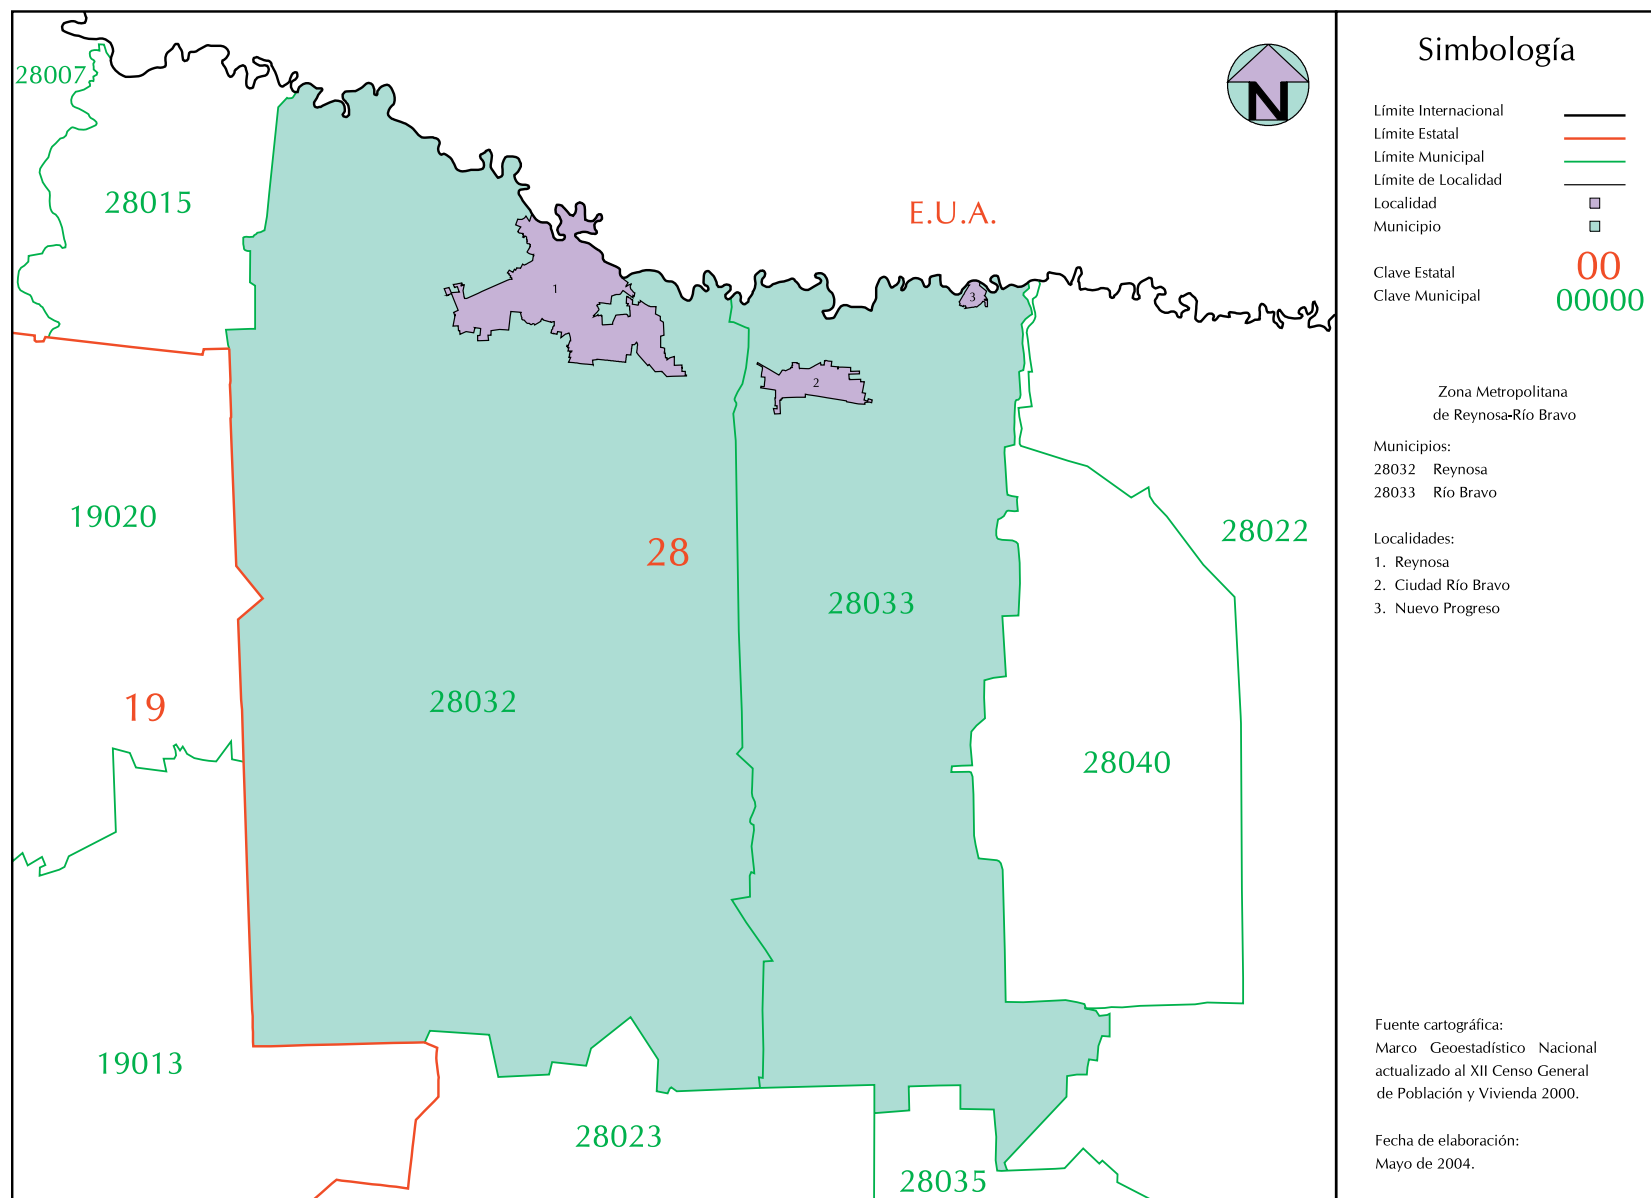 28007
28015
E.U.A.
N
1
3
2
19020
28
28022
28033
19
28032
28040
19013
28023
28035
Simbología
Límite Internacional
Límite Estatal
Límite Municipal
Límite de Localidad
Localidad
Municipio
Clave Estatal 00
Clave Municipal 00000
Zona Metropolitana
de Reynosa-Río Bravo
Municipios:
28032 Reynosa
28033 Río Bravo
Localidades:
1. Reynosa
2. Ciudad Río Bravo
3. Nuevo Progreso
Fuente cartográfica:
Marco Geoestadístico Nacional
actualizado al XII Censo General
de Población y Vivienda 2000.
Fecha de elaboración:
Mayo de 2004.